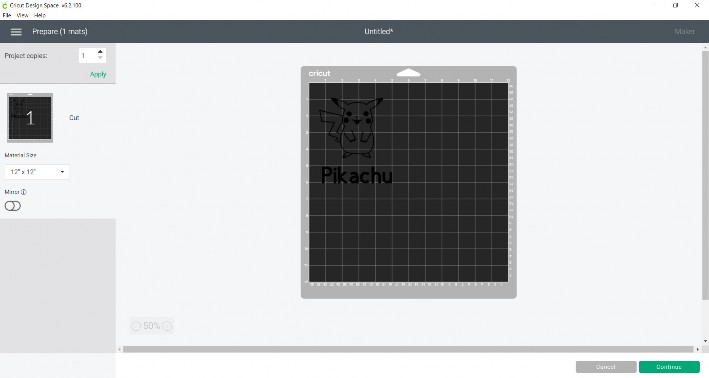 Cricut Design Space v6.2.100
File View Help
Prepare (1 mats)
Untitled*
Maker
Project copies:
1
Apply
1
Cut
Material Size
12" x 12"
Mirror
cricut
Pikachu
50%
Cancel
Continue